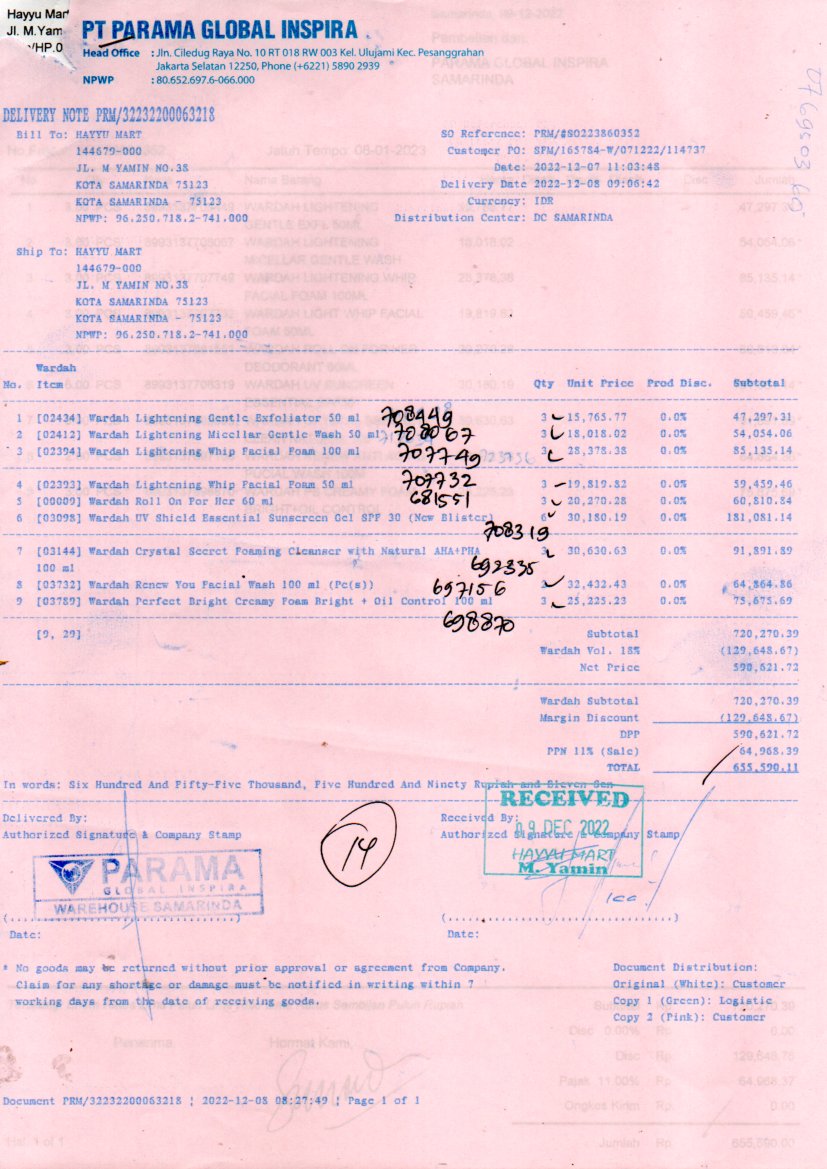 Hayyu Mart
Jl. M.Yam
/HP.0
PT PARAMA GLOBAL INSPIRA
Head Office : Jln. Ciledug Raya No. 10 RT 018 RW 003 Kel. Ulujami Kec. Pesanggrahan
Jakarta Selatan 12250, Phone (+6221) 5890 2939
NPWP : 80.652.697.6-066.000
0769503 60
DELIVERY NOTE PRM/32232200063218
Bill To: HAYYU MART
144679-000
JL. M YAMIN NO.38
KOTA SAMARINDA 75123
KOTA SAMARINDA - 75123
NPWP: 96.250.718.2-741.000
SO Reference: PRM/#SO223860352
Customer PO: SFM/165784-W/071222/114737
Date: 2022-12-07 11:03:48
Delivery Date 2022-12-08 09:06:42
Currency: IDR
Distribution Center: DC SAMARINDA
Ship To: HAYYU MART
144679-000
JL. M YAMIN NO.38
KOTA SAMARINDA 75123
KOTA SAMARINDA - 75123
NPWP: 96.250.718.2-741.000
Wardah
No. Item Qty Unit Price Prod Disc. Subtotal
1 [02434] Wardah Lightening Gentle Exfoliator 50 ml 708449 3 15,765.77 0.0% 47,297.31
2 [02412] Wardah Lightening Micellar Gentle Wash 50 ml 708067 3 18,018.02 0.0% 54,054.06
3 [02394] Wardah Lightening Whip Facial Foam 100 ml 707749 3 28,378.38 0.0% 85,135.14
4 [02393] Wardah Lightening Whip Facial Foam 50 ml 707732 3 19,819.82 0.0% 59,459.46
5 [00009] Wardah Roll On For Her 60 ml 681551 3 20,270.28 0.0% 60,810.84
6 [03098] Wardah UV Shield Essential Sunscreen Gel SPF 30 (New Blister) 6 30,180.19 0.0% 181,081.14
708319
7 [03144] Wardah Crystal Secret Foaming Cleanser with Natural AHA+PHA 3 30,630.63 0.0% 91,891.89
100 ml 692335
8 [03732] Wardah Renew You Facial Wash 100 ml (Pc(s)) 697156 2 32,432.43 0.0% 64,864.86
9 [03789] Wardah Perfect Bright Creamy Foam Bright + Oil Control 100 ml 3 25,225.23 0.0% 75,675.69
698870
[9, 29]
Subtotal 720,270.39
Wardah Vol. 18% (129,648.67)
Net Price 590,621.72
Wardah Subtotal 720,270.39
Margin Discount (129,648.67)
DPP 590,621.72
PPN 11% (Sale) 64,968.39
TOTAL 655,590.11
In words: Six Hundred And Fifty-Five Thousand, Five Hundred And Ninety Rupiah and Eleven Sen
Delivered By:
Authorized Signature & Company Stamp
Received By:
Authorized Signature & Company Stamp
RECEIVED
09 DEC 2022
HAYYU MART
M. Yamin
14
PARAMA
GLOBAL INSPIRA
WAREHOUSE SAMARINDA
Date:
Date:
* No goods may be returned without prior approval or agreement from Company.
Claim for any shortage or damage must be notified in writing within 7
working days from the date of receiving goods.
Document Distribution:
Original (White): Customer
Copy 1 (Green): Logistic
Copy 2 (Pink): Customer
Document PRM/32232200063218 | 2022-12-08 08:27:49 | Page 1 of 1